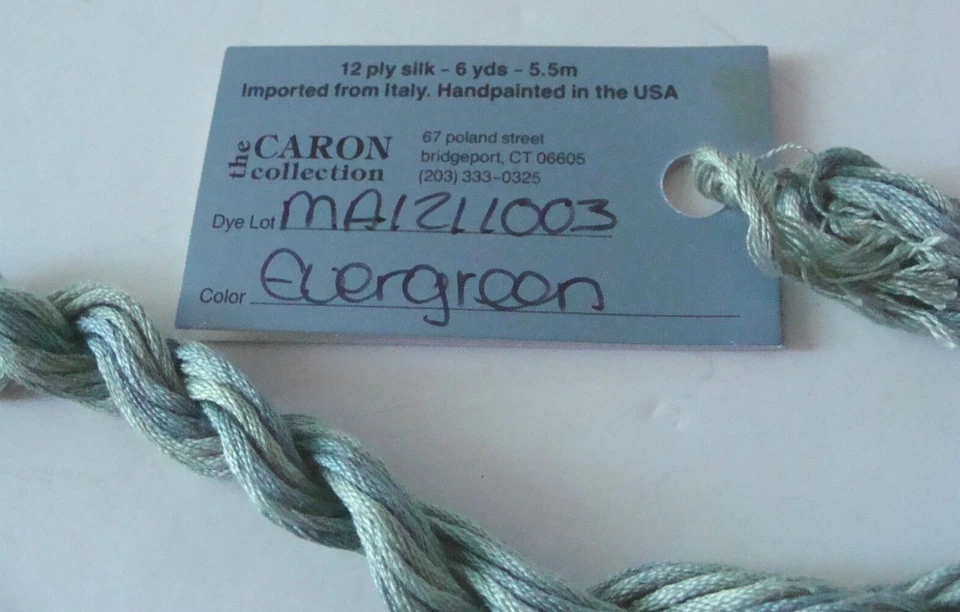 12 ply silk - 6 yds - 5.5m
Imported from Italy. Handpainted in the USA
the CARON collection
67 poland street
bridgeport, CT 06605
(203) 333-0325
Dye Lot MA1211003
Color Evergreen